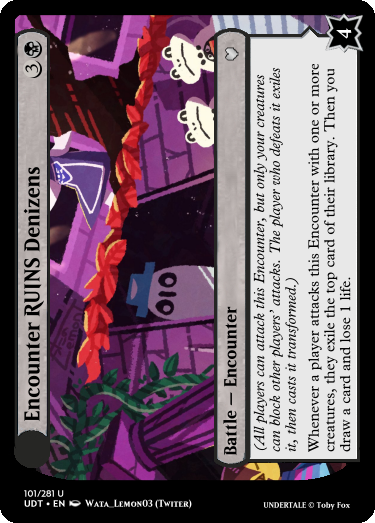 Encounter RUINS Denizens
3
Battle — Encounter
(All players can attack this Encounter, but only your creatures
can block other players' attacks. The player who defeats it exiles
it, then casts it transformed.)
Whenever a player attacks this Encounter with one or more
creatures, they exile the top card of their library. Then you
draw a card and lose 1 life.
4
101/281 U
UDT • EN Wata_Lemon03 (Twiter)
UNDERTALE © Toby Fox